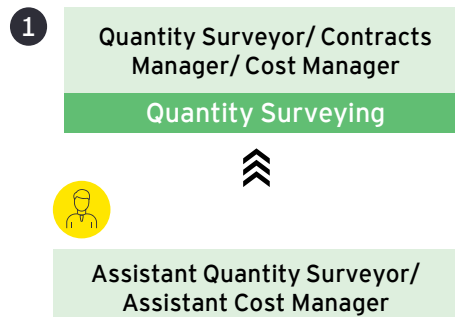 1
Quantity Surveyor/ Contracts
Manager/ Cost Manager
Quantity Surveying
Assistant Quantity Surveyor/
Assistant Cost Manager